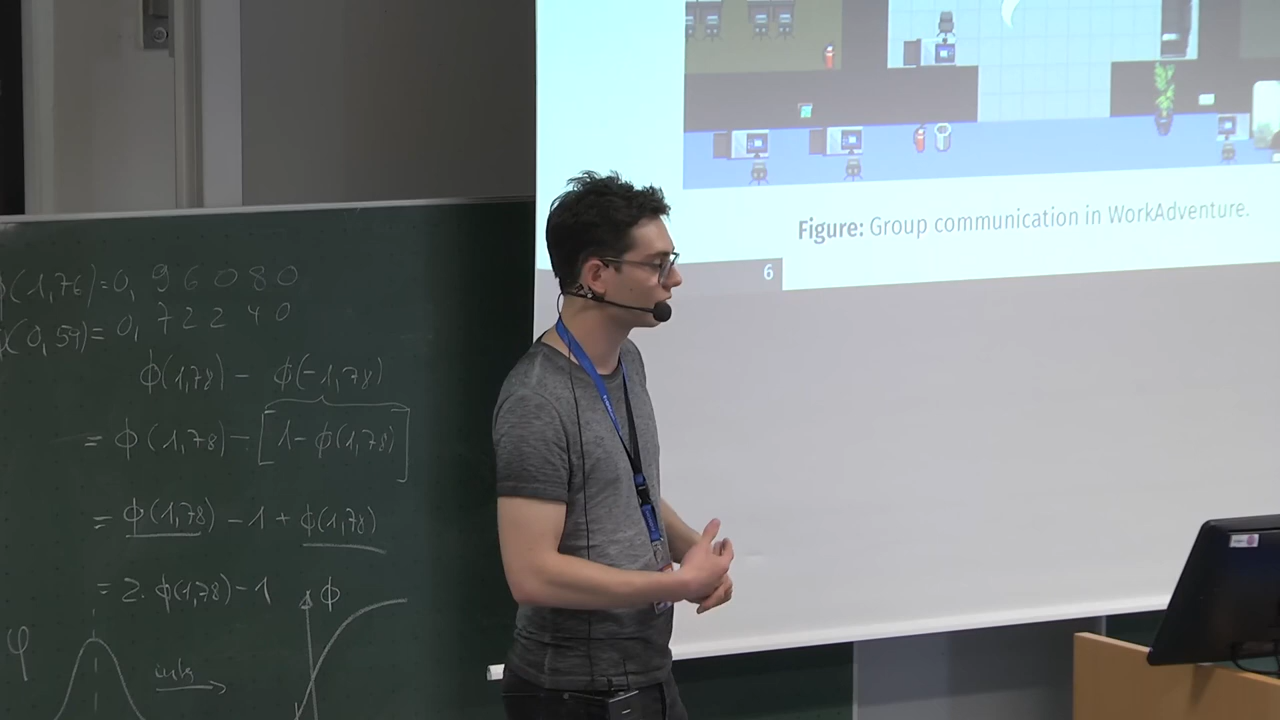 ϕ(1,76)=0,96080
ϕ(0,59)=0,72240
ϕ(1,78) - ϕ(-1,78)
= ϕ(1,78) - [1 - ϕ(1,78)]
= ϕ(1,78) - 1 + ϕ(1,78)
= 2·ϕ(1,78) - 1
φ
ϕ
Figure: Group communication in WorkAdventure.
6